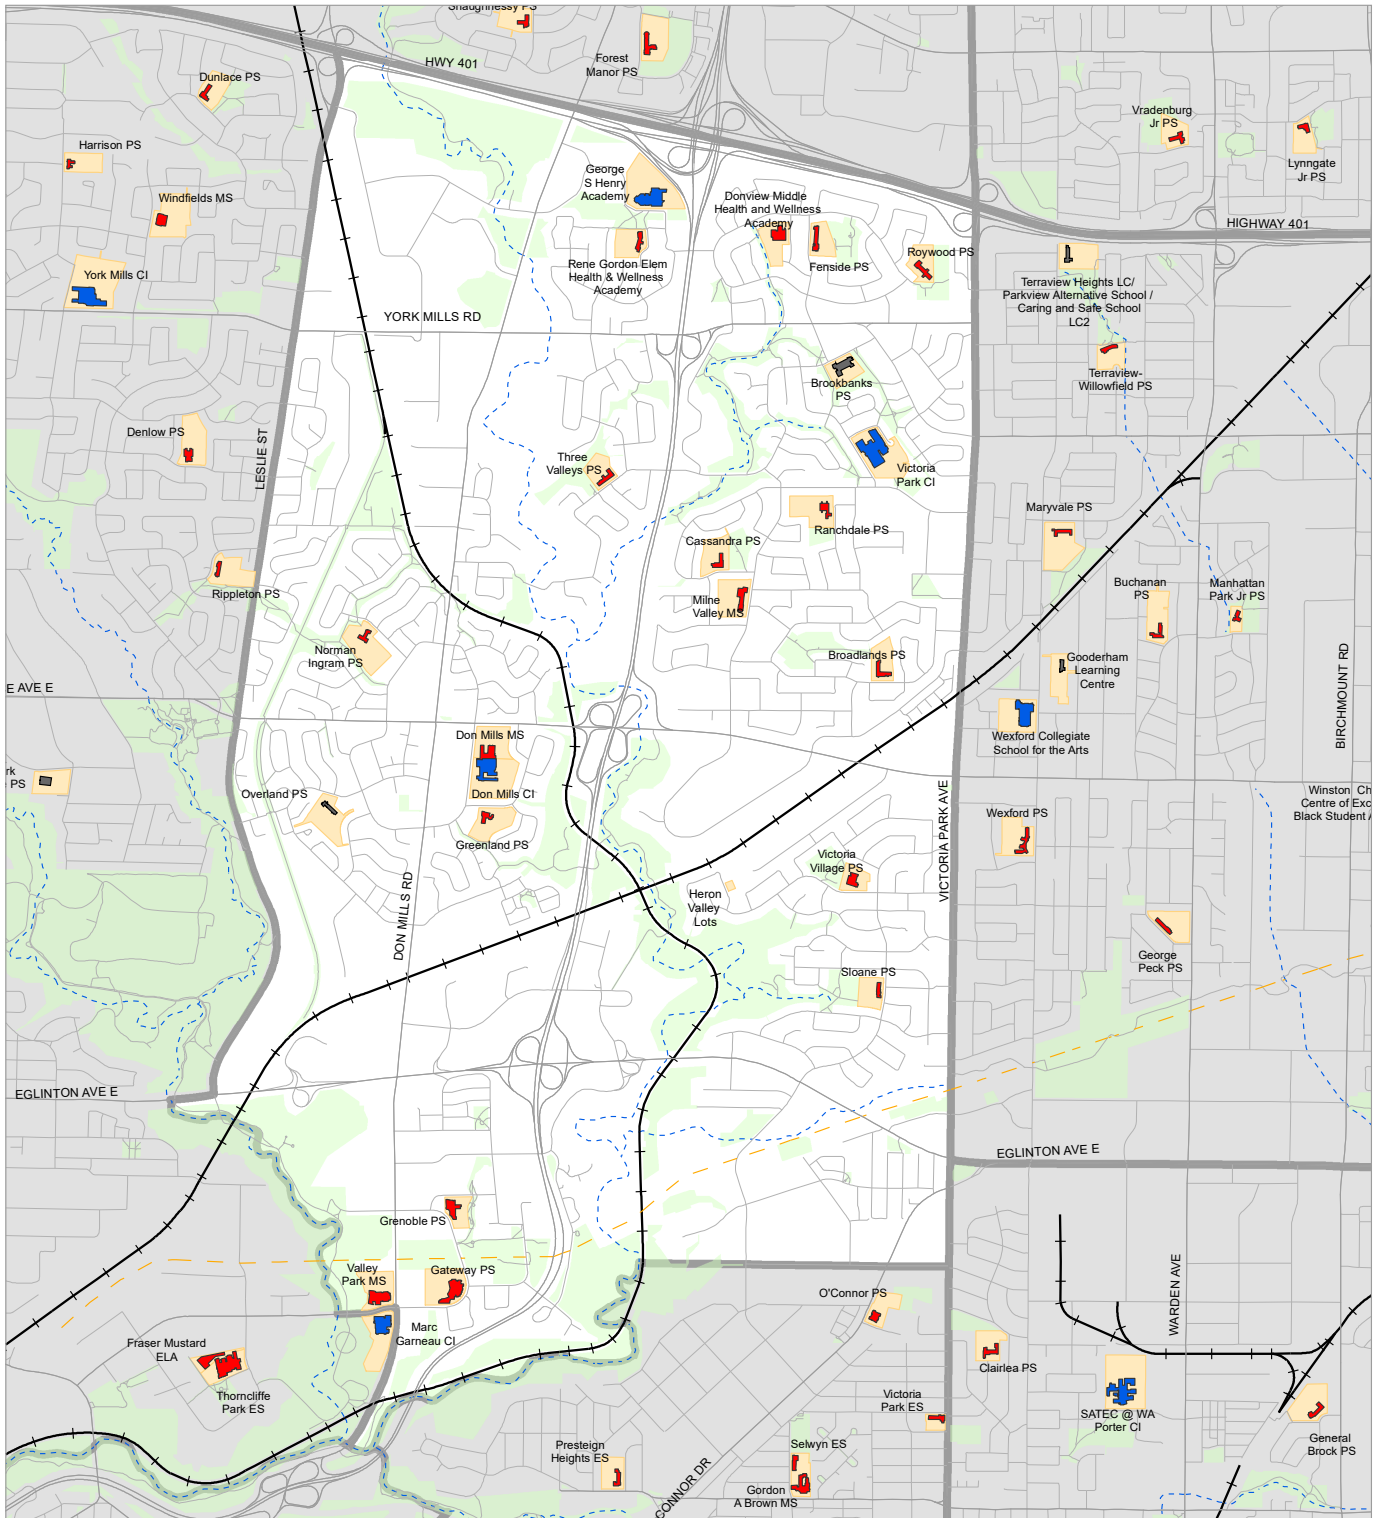 Shaughnessy PS
HWY 401
Forest
Manor PS
Dunlace PS
Vradenburg
Jr PS
Harrison PS
Lynngate
Jr PS
George
S Henry
Academy
Windfields MS
Donview Middle
Health and Wellness
Academy
HIGHWAY 401
Rene Gordon Elem
Health & Wellness
Academy
Fenside PS
Roywood PS
York Mills CI
Terraview Heights LC/
Parkview Alternative School /
Caring and Safe School
LC2
YORK MILLS RD
Terraview-
Willowfield PS
Brookbanks
PS
Denlow PS
LESLIE ST
Three
Valleys PS
Victoria
Park CI
Maryvale PS
Ranchdale PS
Cassandra PS
Buchanan
PS
Manhattan
Park Jr PS
Rippleton PS
Milne
Valley MS
Norman
Ingram PS
Broadlands PS
Gooderham
Learning
Centre
E AVE E
BIRCHMOUNT RD
Don Mills MS
Wexford Collegiate
School for the Arts
rk
PS
Overland PS
Don Mills CI
VICTORIA PARK AVE
Winston Ch
Centre of Exc
Black Student A
Wexford PS
Greenland PS
Victoria
Village PS
DON MILLS RD
Heron
Valley
Lots
George
Peck PS
Sloane PS
EGLINTON AVE E
EGLINTON AVE E
Grenoble PS
Valley
Park MS
Gateway PS
WARDEN AVE
O'Connor PS
Marc
Garneau CI
Fraser Mustard
ELA
Clairlea PS
Thorncliffe
Park ES
Victoria
Park ES
SATEC @ WA
Porter CI
General
Brock PS
Presteign
Heights ES
Selwyn ES
CONNOR DR
Gordon
A Brown MS